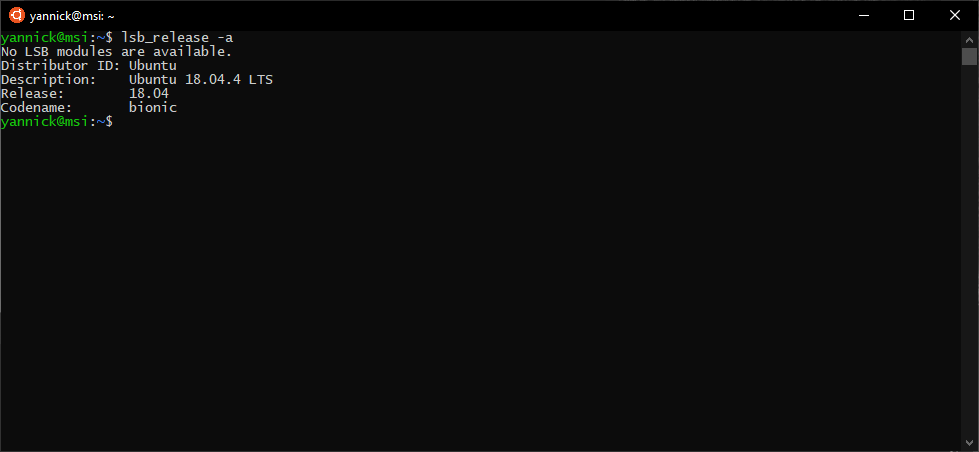 yannick@msi: ~
yannick@msi:~$ lsb_release -a
No LSB modules are available.
Distributor ID: Ubuntu
Description:    Ubuntu 18.04.4 LTS
Release:        18.04
Codename:       bionic
yannick@msi:~$